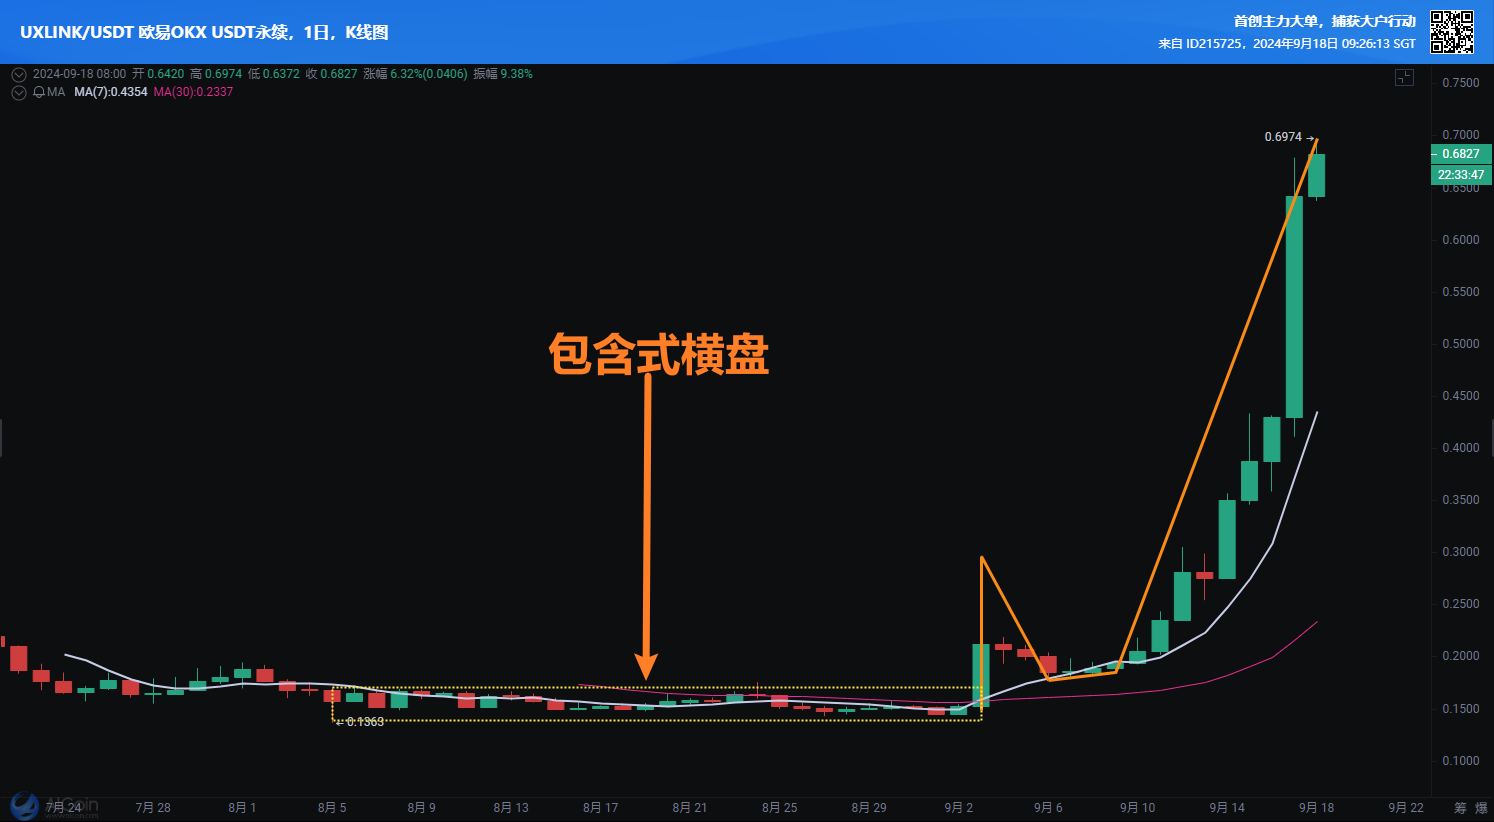 UXLINK/USDT 欧易OKX USDT永续，1日，K线图
首创主力大单，捕获大户行动
来自 ID215725，2024年9月18日 09:26:13 SGT
2024-09-18 08:00 开 0.6420 高 0.6974 低 0.6372 收 0.6827 涨幅 6.32%(0.0406) 振幅 9.38%
MA MA(7):0.4354 MA(30):0.2337
0.7500
0.6974
0.7000
0.6827
22:33:47
0.6500
0.6000
0.5500
包含式横盘
0.5000
0.4500
0.4000
0.3500
0.3000
0.2500
0.2000
0.1500
0.1363
0.1000
AICoin
www.aicoin.com
7月 24
7月 28
8月 1
8月 5
8月 9
8月 13
8月 17
8月 21
8月 25
8月 29
9月 2
9月 6
9月 10
9月 14
9月 18
9月 22
筹 爆